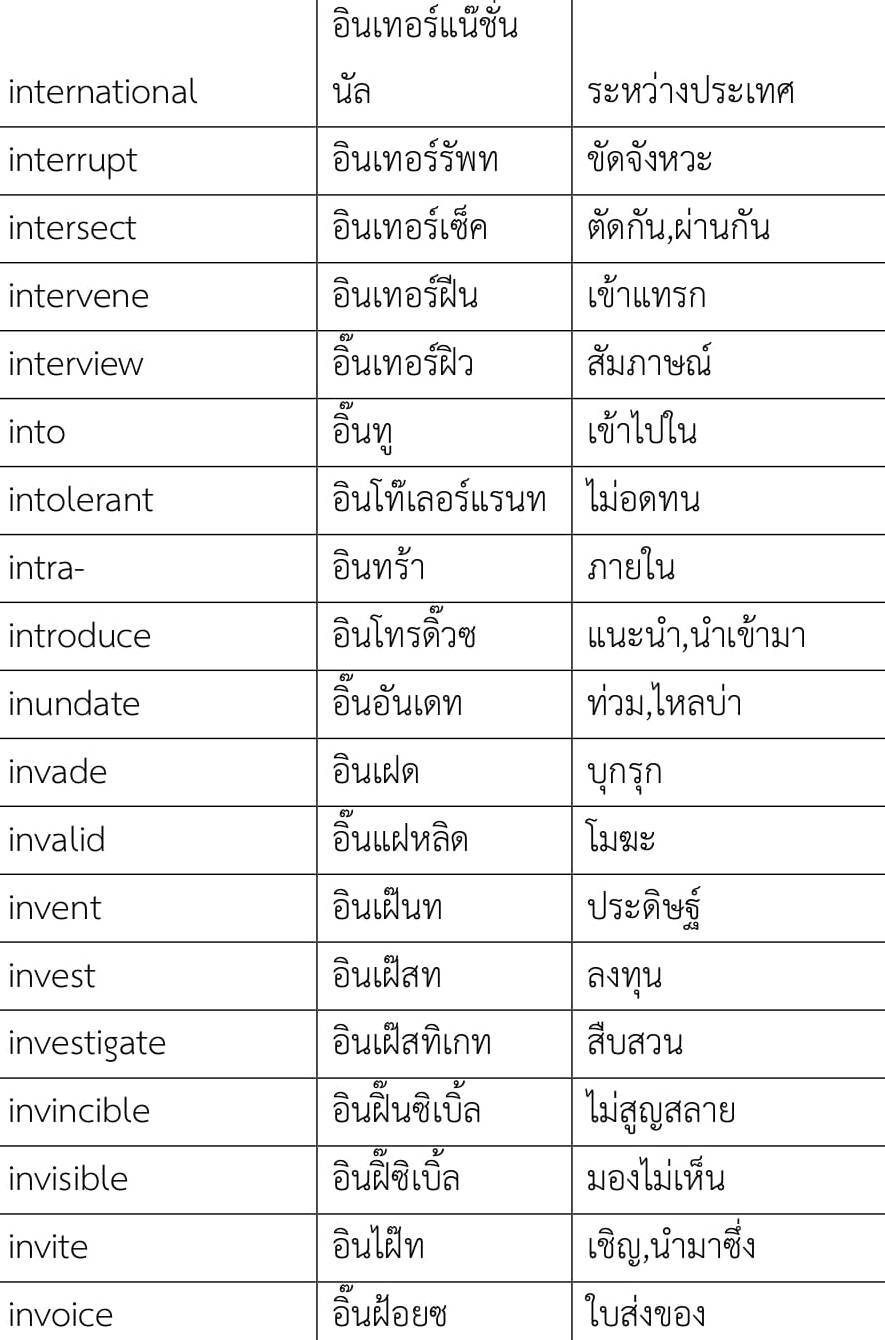 อินเทอร์แน๊ชั่น
international นัล ระหว่างประเทศ
interrupt อินเทอร์รัพท ขัดจังหวะ
intersect อินเทอร์เซ็ค ตัดกัน,ผ่านกัน
intervene อินเทอร์ฝีน เข้าแทรก
interview อิ๊นเทอร์ฝิว สัมภาษณ์
into อิ๊นทู เข้าไปใน
intolerant อินโท๊เลอร์แรนท ไม่อดทน
intra- อินทร้า ภายใน
introduce อินโทรดิ๊วซ แนะนำ,นำเข้ามา
inundate อิ๊นอันเดท ท่วม,ไหลบ่า
invade อินเฝด บุกรุก
invalid อิ๊นแฝหลิด โมฆะ
invent อินเฝ๊นท ประดิษฐ์
invest อินเฝ๊สท ลงทุน
investigate อินเฝ๊สทิเกท สืบสวน
invincible อินฝิ๊นซิเบิ้ล ไม่สูญสลาย
invisible อินฝิ๊ซิเบิ้ล มองไม่เห็น
invite อินไฝ๊ท เชิญ,นำมาซึ่ง
invoice อิ๊นฝ้อยซ ใบส่งของ